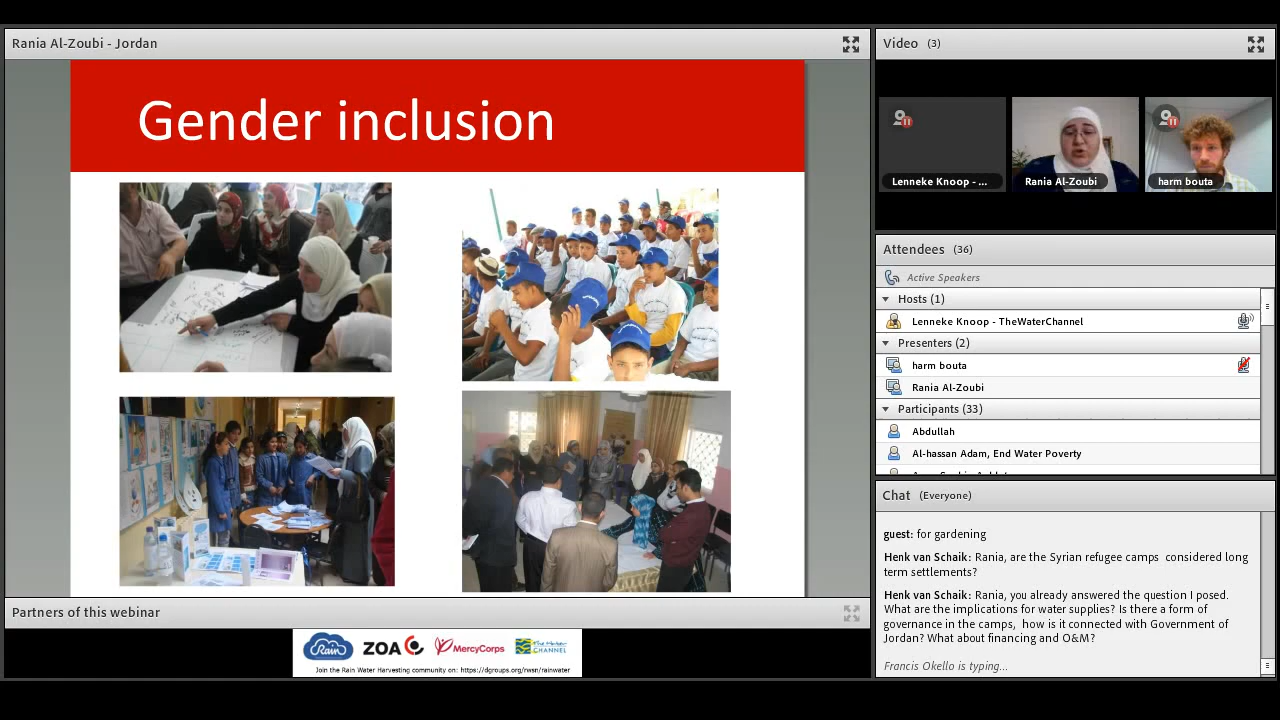 Rania Al-Zoubi - Jordan
Gender inclusion
Partners of this webinar
Rain
ZOA
MercyCorps
The Water
CHANNEL
Join the Rain Water Harvesting community on: https://dgroups.org/rwsn/rainwater
Video (3)
Lenneke Knoop - ...
Rania Al-Zoubi
harm bouta
Attendees (36)
Active Speakers
Hosts (1)
Lenneke Knoop - TheWaterChannel
Presenters (2)
harm bouta
Rania Al-Zoubi
Participants (33)
Abdullah
Al-hassan Adam, End Water Poverty
Chat (Everyone)
guest: for gardening
Henk van Schaik: Rania, are the Syrian refugee camps considered long
term settlements?
Henk van Schaik: Rania, you already answered the question I posed.
What are the implications for water supplies? Is there a form of
governance in the camps, how is it connected with Government of
Jordan? What about financing and O&M?
Francis Okello is typing...